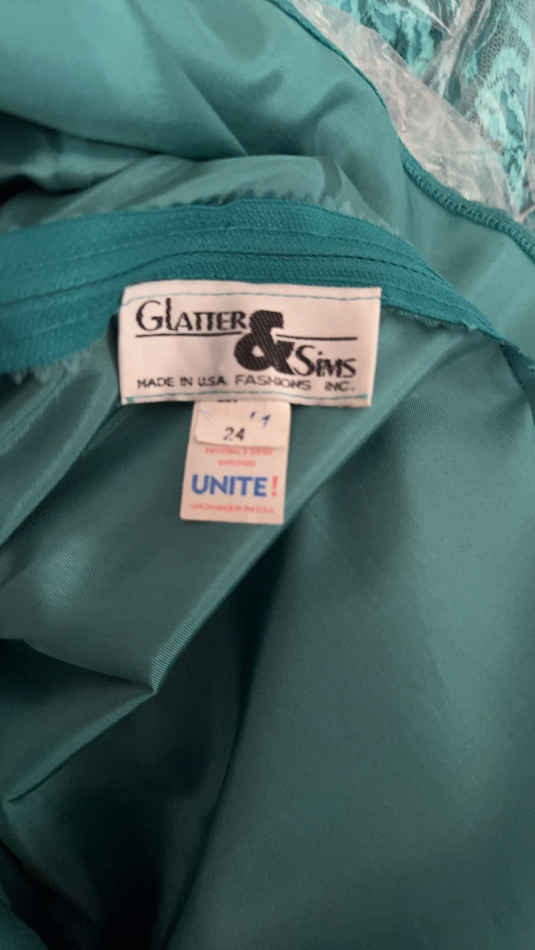 Glatter
&
Sims
MADE IN U.S.A. FASHIONS INC.
24
UNITE!